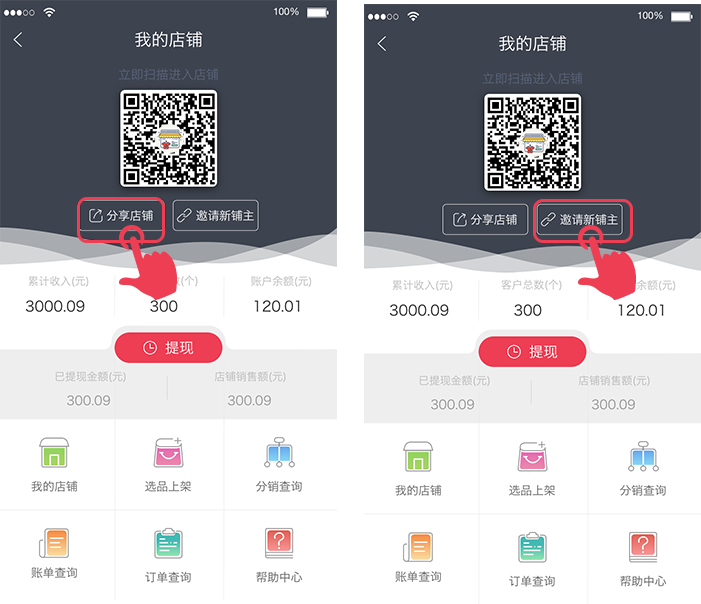 100%
我的店铺
立即扫描进入店铺
分享店铺
邀请新铺主
累计收入(元)
数(个)
账户余额(元)
3000.09
300
120.01
提现
已提现金额(元)
店铺销售额(元)
300.09
300.09
我的店铺
选品上架
分销查询
账单查询
订单查询
帮助中心
100%
我的店铺
立即扫描进入店铺
分享店铺
邀请新铺主
累计收入(元)
客户总数(个)
余额(元)
3000.09
300
120.01
提现
已提现金额(元)
店铺销售额(元)
300.09
300.09
我的店铺
选品上架
分销查询
账单查询
订单查询
帮助中心